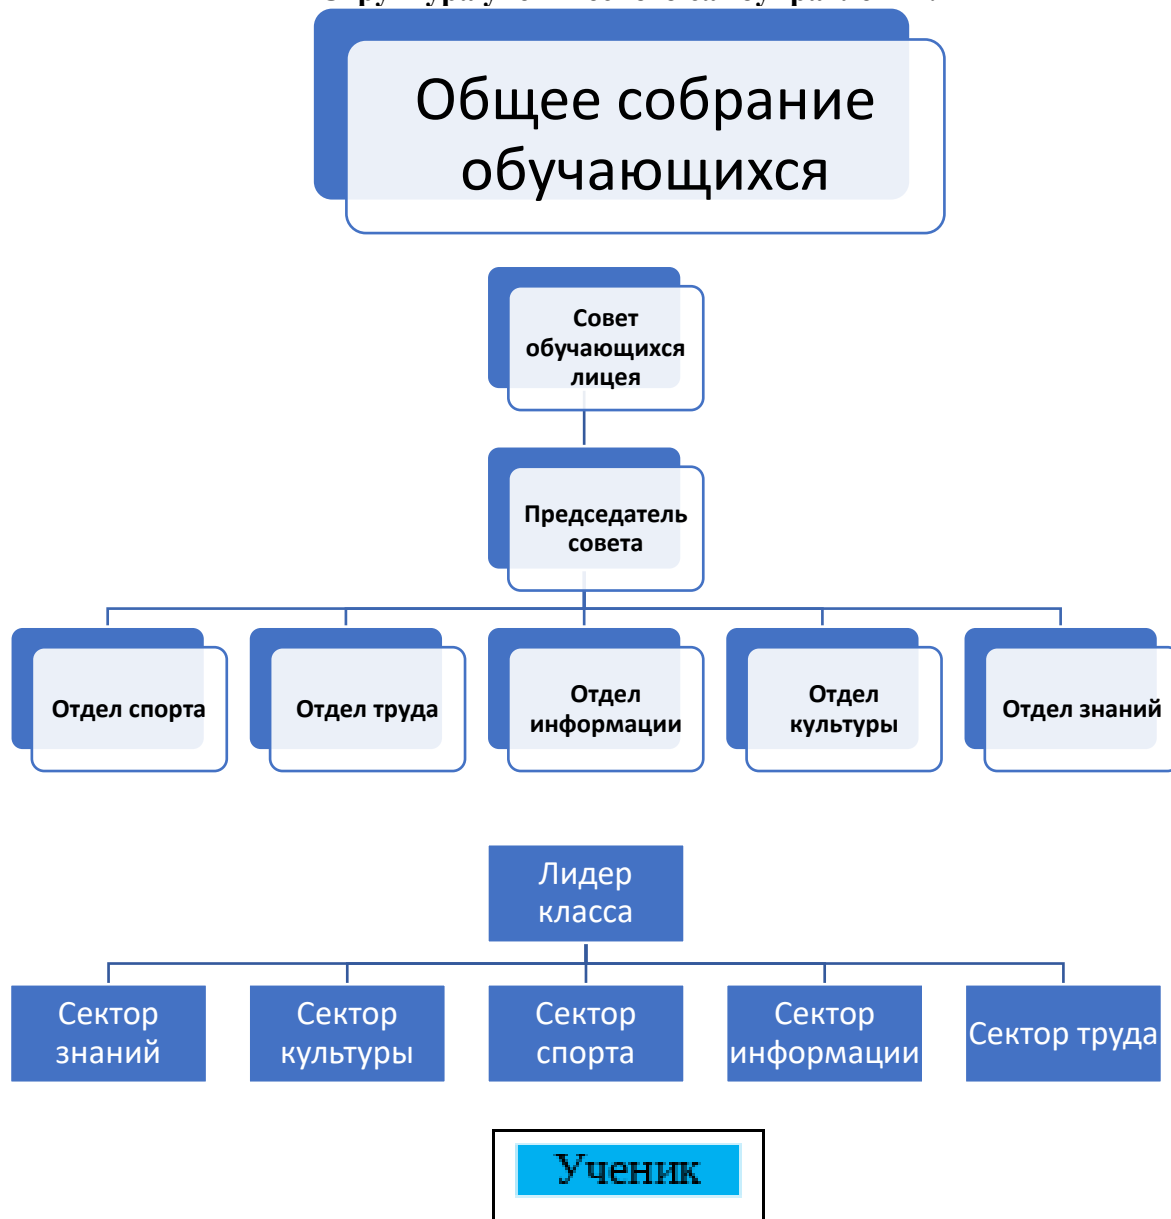 Общее собрание
обучающихся
Совет
обучающихся
лицея
Председатель
совета
Отдел спорта
Отдел труда
Отдел
информации
Отдел
культуры
Отдел знаний
Лидер
класса
Сектор
знаний
Сектор
культуры
Сектор
спорта
Сектор
информации
Сектор труда
Ученик